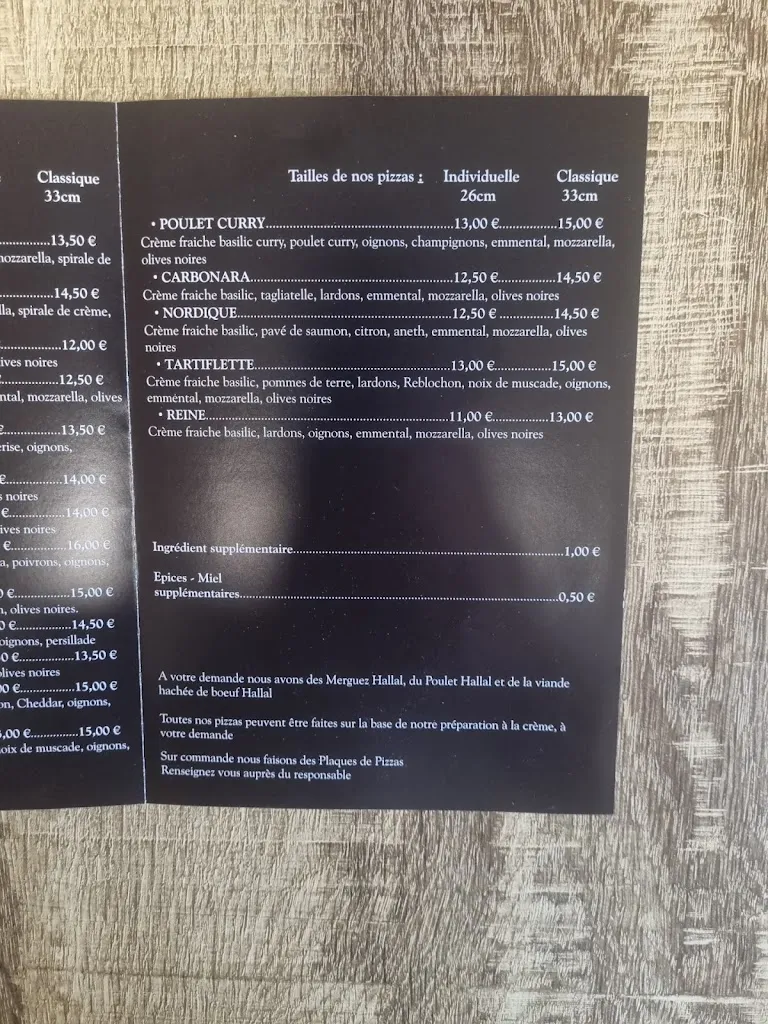 Classique
33cm
13,50 €
mozzarella, spirale de
14,50 €
spirale de crème,
12,00 €
olives noires
12,50 €
mozzarella, olives
13,50 €
oignons,
€..............14,00 €
noires
€..............14,00 €
olives noires
€..............16,00 €
poivrons, oignons,
€..............15,00 €
olives noires.
€..............14,50 €
oignons, persillade
€..............13,50 €
olives noires
€..............15,00 €
Cheddar, oignons,
€..............15,00 €
noix de muscade, oignons,
Tailles de nos pizzas : Individuelle Classique
26cm 33cm
• POULET CURRY..............13,00 €..............15,00 €
Crème fraiche basilic curry, poulet curry, oignons, champignons, emmental, mozzarella,
olives noires
• CARBONARA..............12,50 €..............14,50 €
Crème fraiche basilic, tagliatelle, lardons, emmental, mozzarella, olives noires
• NORDIQUE..............12,50 €..............14,50 €
Crème fraiche basilic, pavé de saumon, citron, aneth, emmental, mozzarella, olives
noires
• TARTIFLETTE..............13,00 €..............15,00 €
Crème fraiche basilic, pommes de terre, lardons, Reblochon, noix de muscade, oignons,
emmental, mozzarella, olives noires
• REINE..............11,00 €..............13,00 €
Crème fraiche basilic, lardons, oignons, emmental, mozzarella, olives noires
Ingrédient supplémentaire..............1,00 €
Epices - Miel
supplémentaires..............0,50 €
A votre demande nous avons des Merguez Hallal, du Poulet Hallal et de la viande
hachée de boeuf Hallal
Toutes nos pizzas peuvent être faites sur la base de notre préparation à la crème, à
votre demande
Sur commande nous faisons des Plaques de Pizzas
Renseignez vous auprès du responsable